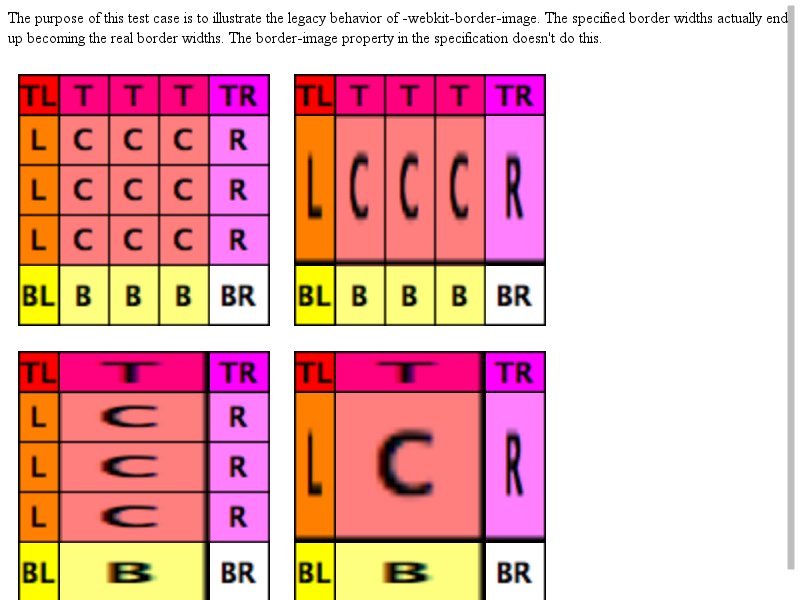 The purpose of this test case is to illustrate the legacy behavior of -webkit-border-image. The specified border widths actually end
up becoming the real border widths. The border-image property in the specification doesn't do this.
TL T T T TR TL T T T TR
L C C C R
L C C C R L C C C R
L C C C R
BL B B B BR BL B B B BR
TL T TR TL T TR
L C R
L C R L C R
L C R
BL B BR BL B BR